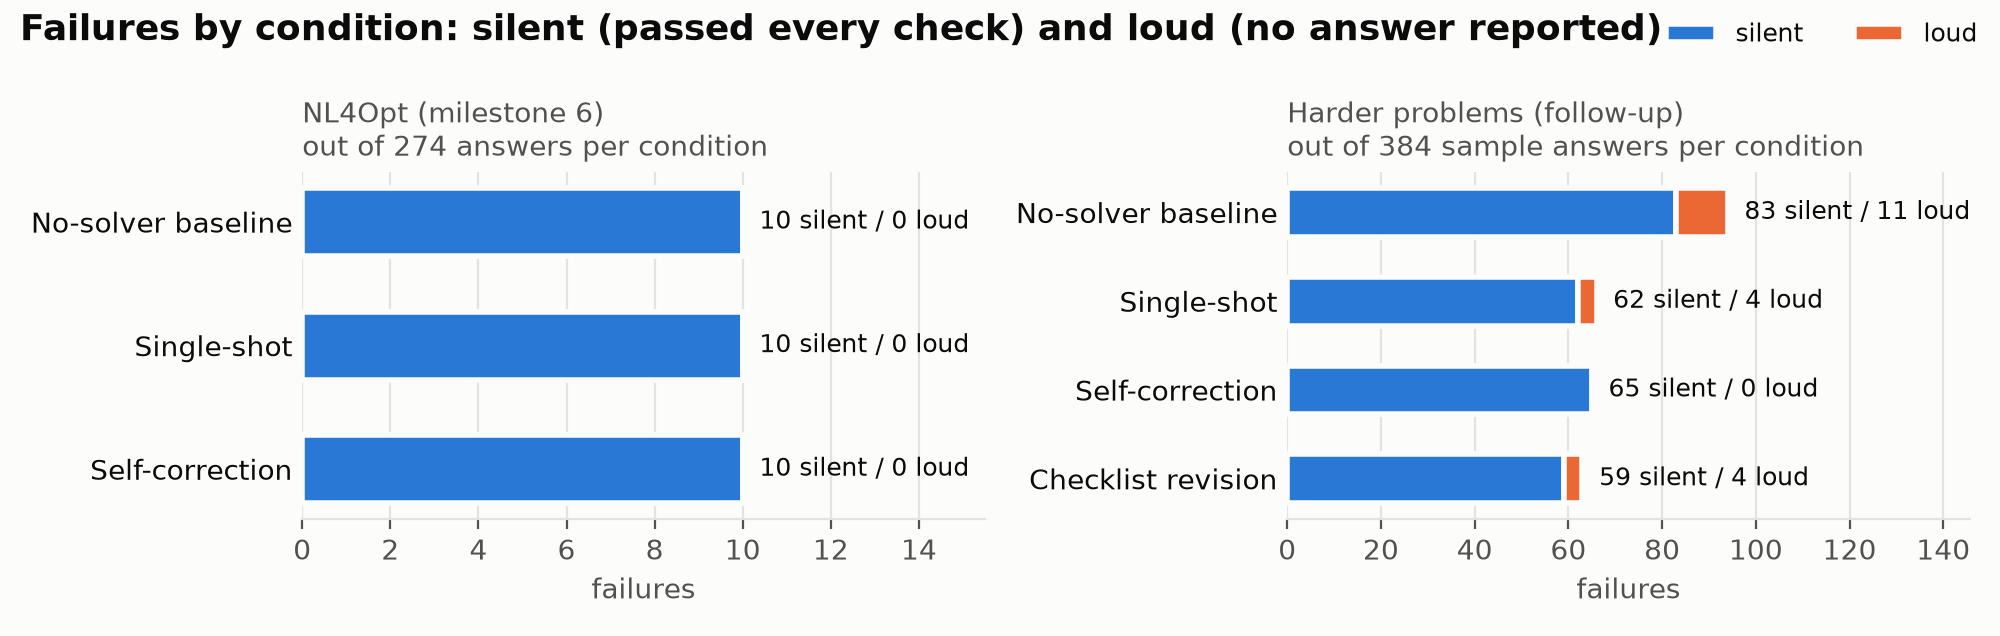 Failures by condition: silent (passed every check) and loud (no answer reported)
silent
loud
NL4Opt (milestone 6)
out of 274 answers per condition
No-solver baseline
10 silent / 0 loud
Single-shot
10 silent / 0 loud
Self-correction
10 silent / 0 loud
0 2 4 6 8 10 12 14
failures
Harder problems (follow-up)
out of 384 sample answers per condition
No-solver baseline
83 silent / 11 loud
Single-shot
62 silent / 4 loud
Self-correction
65 silent / 0 loud
Checklist revision
59 silent / 4 loud
0 20 40 60 80 100 120 140
failures